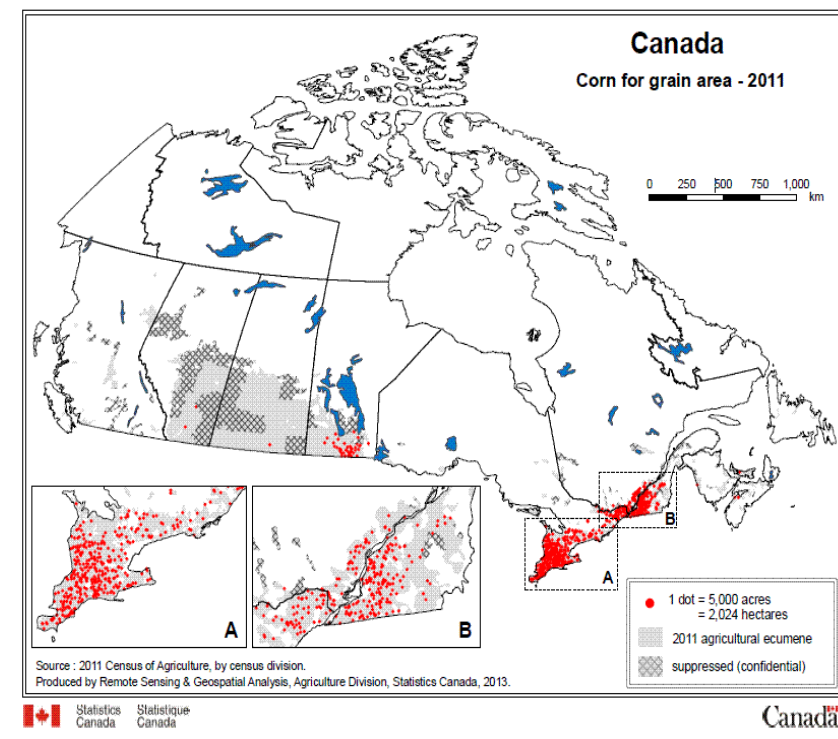 Canada
Corn for grain area - 2011
0 250 500 750 1,000
km
B
A
A
B
1 dot = 5,000 acres
= 2,024 hectares
2011 agricultural ecumene
suppressed (confidential)
Source : 2011 Census of Agriculture, by census division.
Produced by Remote Sensing & Geospatial Analysis, Agriculture Division, Statistics Canada, 2013.
Statistics Statistique
Canada Canada
Canada